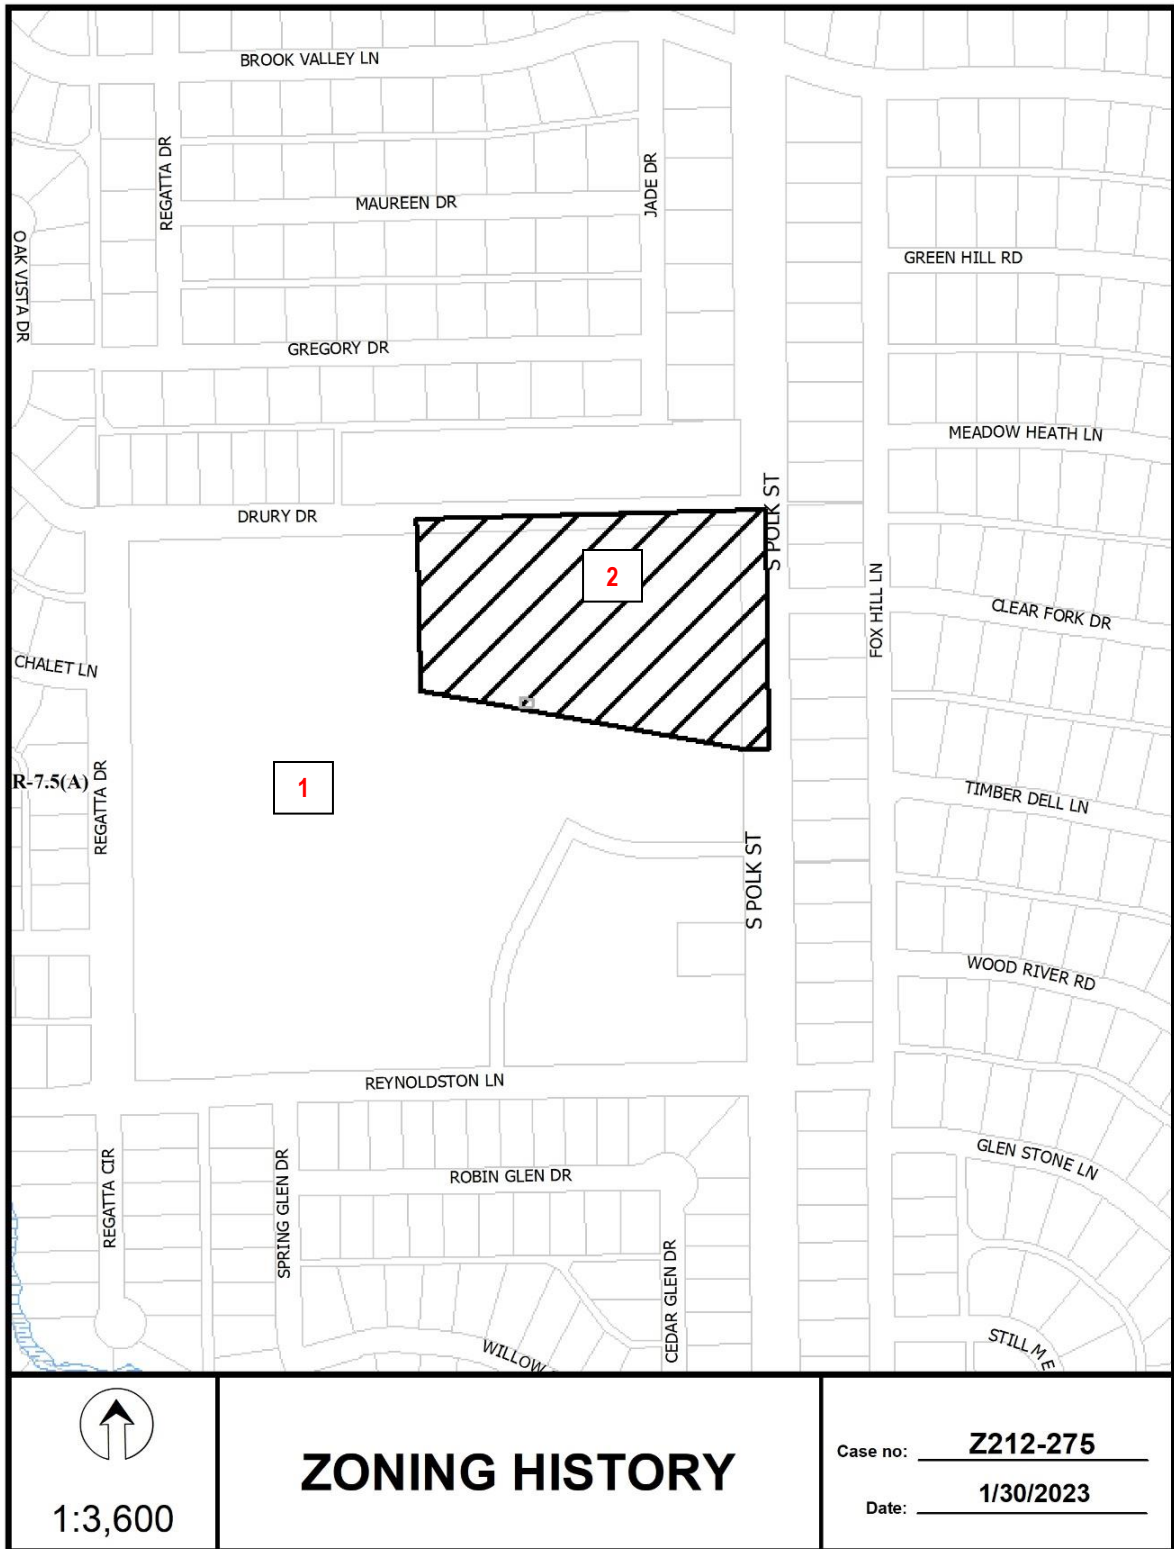 BROOK VALLEY LN
REGATTA DR
JADE DR
MAUREEN DR
OAK VISTA DR
GREEN HILL RD
GREGORY DR
MEADOW HEATH LN
S POLK ST
DRURY DR
2
FOX HILL LN
CLEAR FORK DR
CHALET LN
R-7.5(A)
REGATTA DR
1
TIMBER DELL LN
S POLK ST
WOOD RIVER RD
REYNOLDSTON LN
REGATTA CIR
SPRING GLEN DR
ROBIN GLEN DR
GLEN STONE LN
CEDAR GLEN DR
WILLOW
STILL M E
1:3,600
ZONING HISTORY
Case no: Z212-275
Date: 1/30/2023